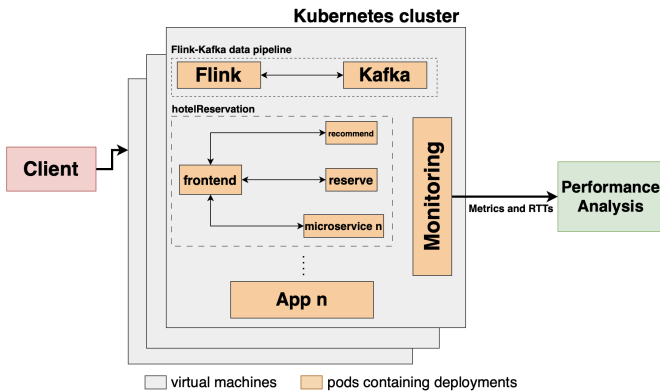 Kubernetes cluster
Flink-Kafka data pipeline
Flink
Kafka
hotelReservation
recommend
frontend
reserve
microservice n
App n
Monitoring
Client
Metrics and RTTs
Performance
Analysis
virtual machines
pods containing deployments